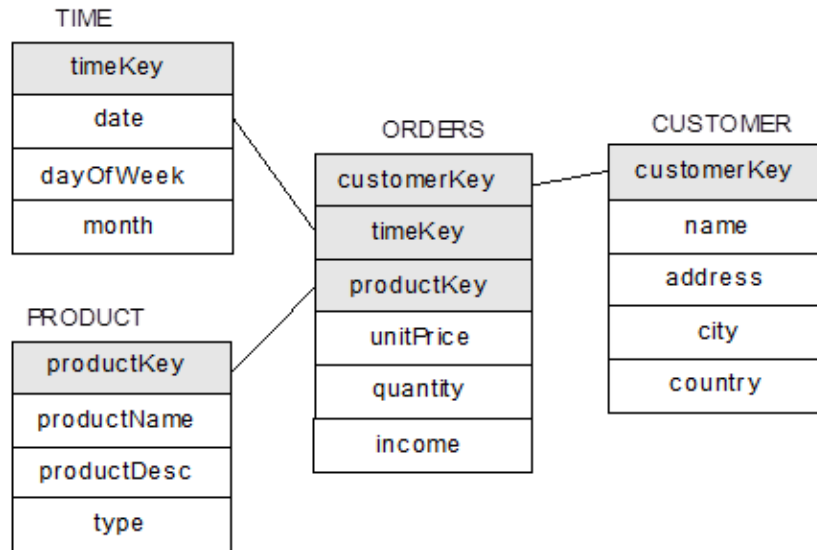 TIME
timeKey
date
dayOfWeek
month
PRODUCT
productKey
productName
productDesc
type
ORDERS
customerKey
timeKey
productKey
unitPrice
quantity
income
CUSTOMER
customerKey
name
address
city
country